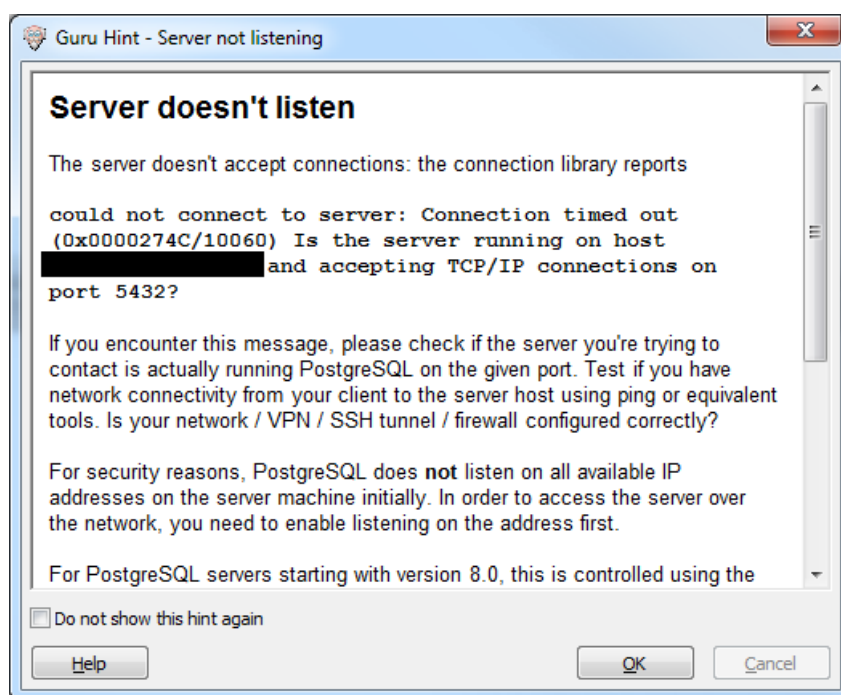 Guru Hint - Server not listening
Server doesn't listen
The server doesn't accept connections: the connection library reports
could not connect to server: Connection timed out
(0x0000274C/10060) Is the server running on host
and accepting TCP/IP connections on
port 5432?
If you encounter this message, please check if the server you're trying to
contact is actually running PostgreSQL on the given port. Test if you have
network connectivity from your client to the server host using ping or equivalent
tools. Is your network / VPN / SSH tunnel / firewall configured correctly?
For security reasons, PostgreSQL does not listen on all available IP
addresses on the server machine initially. In order to access the server over
the network, you need to enable listening on the address first.
For PostgreSQL servers starting with version 8.0, this is controlled using the
Do not show this hint again
Help OK Cancel